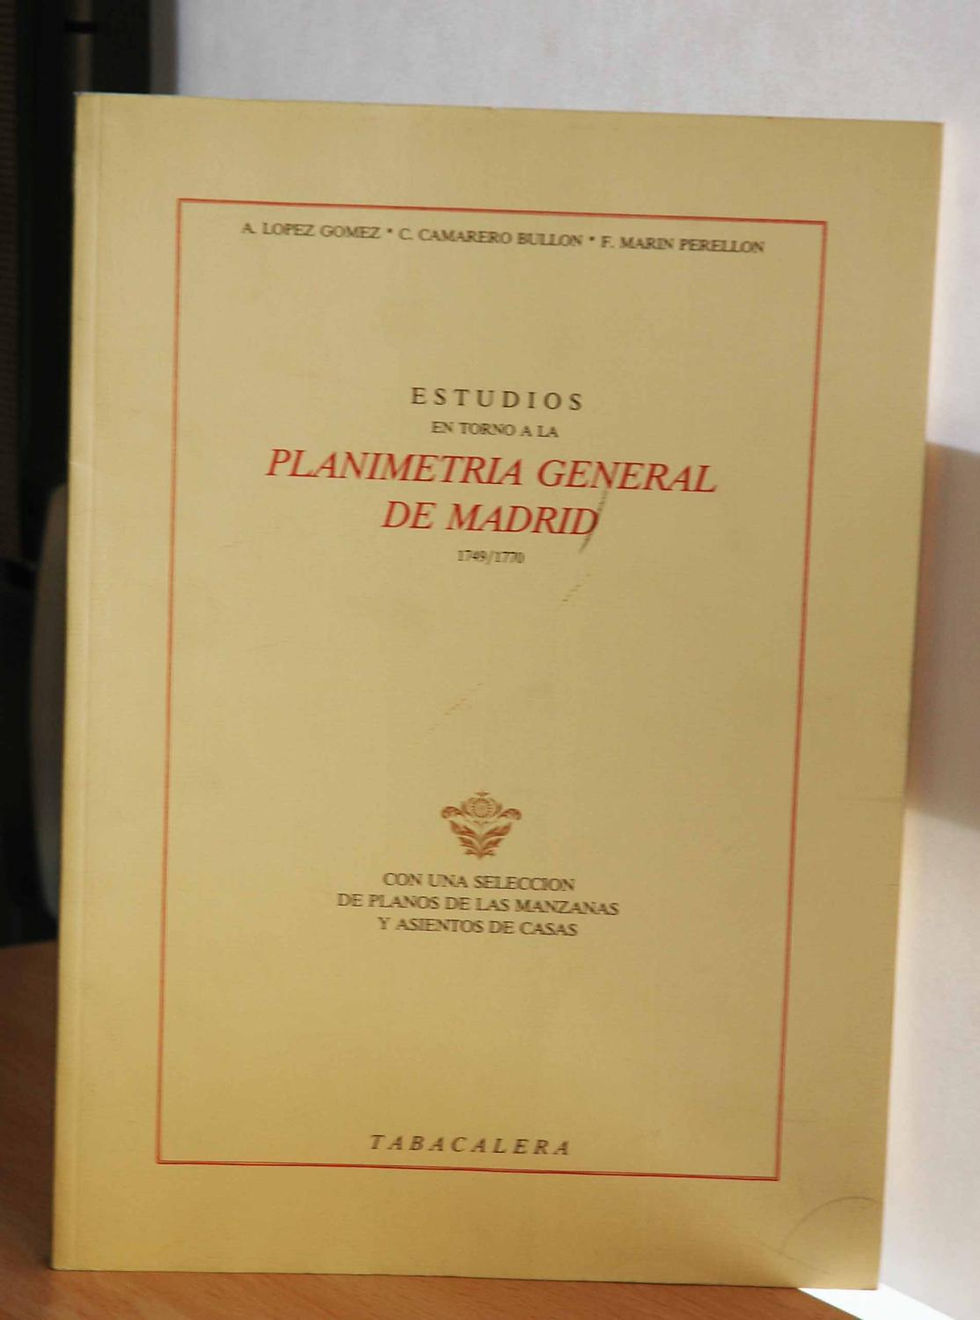 A. LOPEZ GOMEZ * C. CAMARERO BULLON * F. MARIN PERELLON
ESTUDIOS
EN TORNO A LA
PLANIMETRIA GENERAL
DE MADRID
1749/1770
CON UNA SELECCION
DE PLANOS DE LAS MANZANAS
Y ASIENTOS DE CASAS
TABACALERA